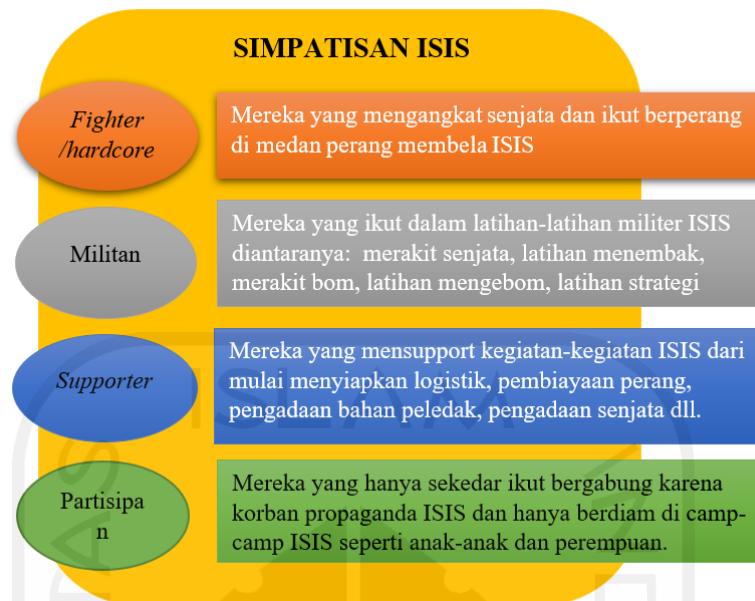 SIMPATISAN ISIS
Fighter
/hardcore
Mereka yang mengangkat senjata dan ikut berperang
di medan perang membela ISIS
Militan
Mereka yang ikut dalam latihan-latihan militer ISIS
diantaranya: merakit senjata, latihan menembak,
merakit bom, latihan mengebom, latihan strategi
Supporter
Mereka yang mensupport kegiatan-kegiatan ISIS dari
mulai menyiapkan logistik, pembiayaan perang,
pengadaan bahan peledak, pengadaan senjata dll.
Partisipa
n
Mereka yang hanya sekedar ikut bergabung karena
korban propaganda ISIS dan hanya berdiam di camp-
camp ISIS seperti anak-anak dan perempuan.
ISLAM